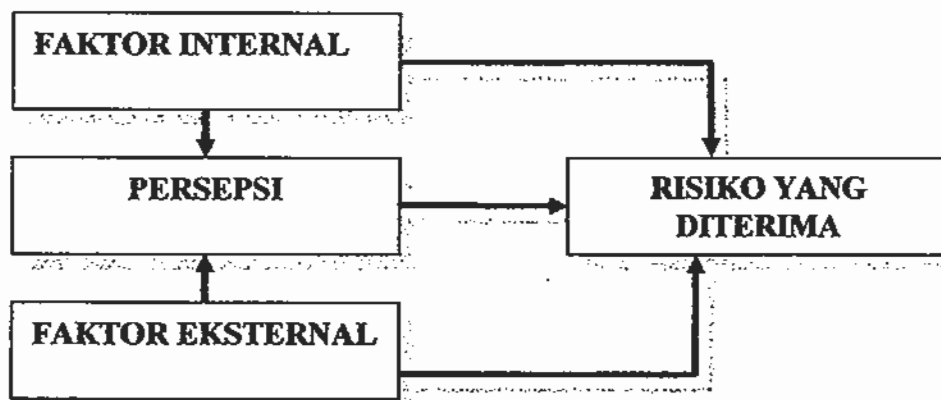 FAKTOR INTERNAL
PERSEPSI
RISIKO YANG
DITERIMA
FAKTOR EKSTERNAL